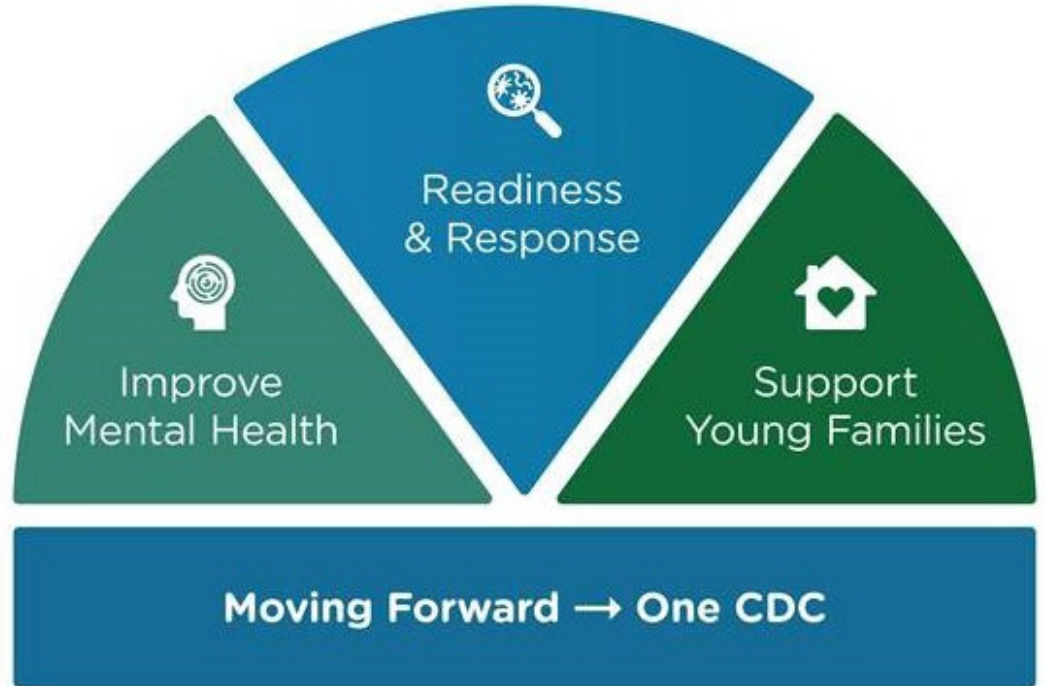 Readiness
& Response
Improve
Mental Health
Support
Young Families
Moving Forward → One CDC